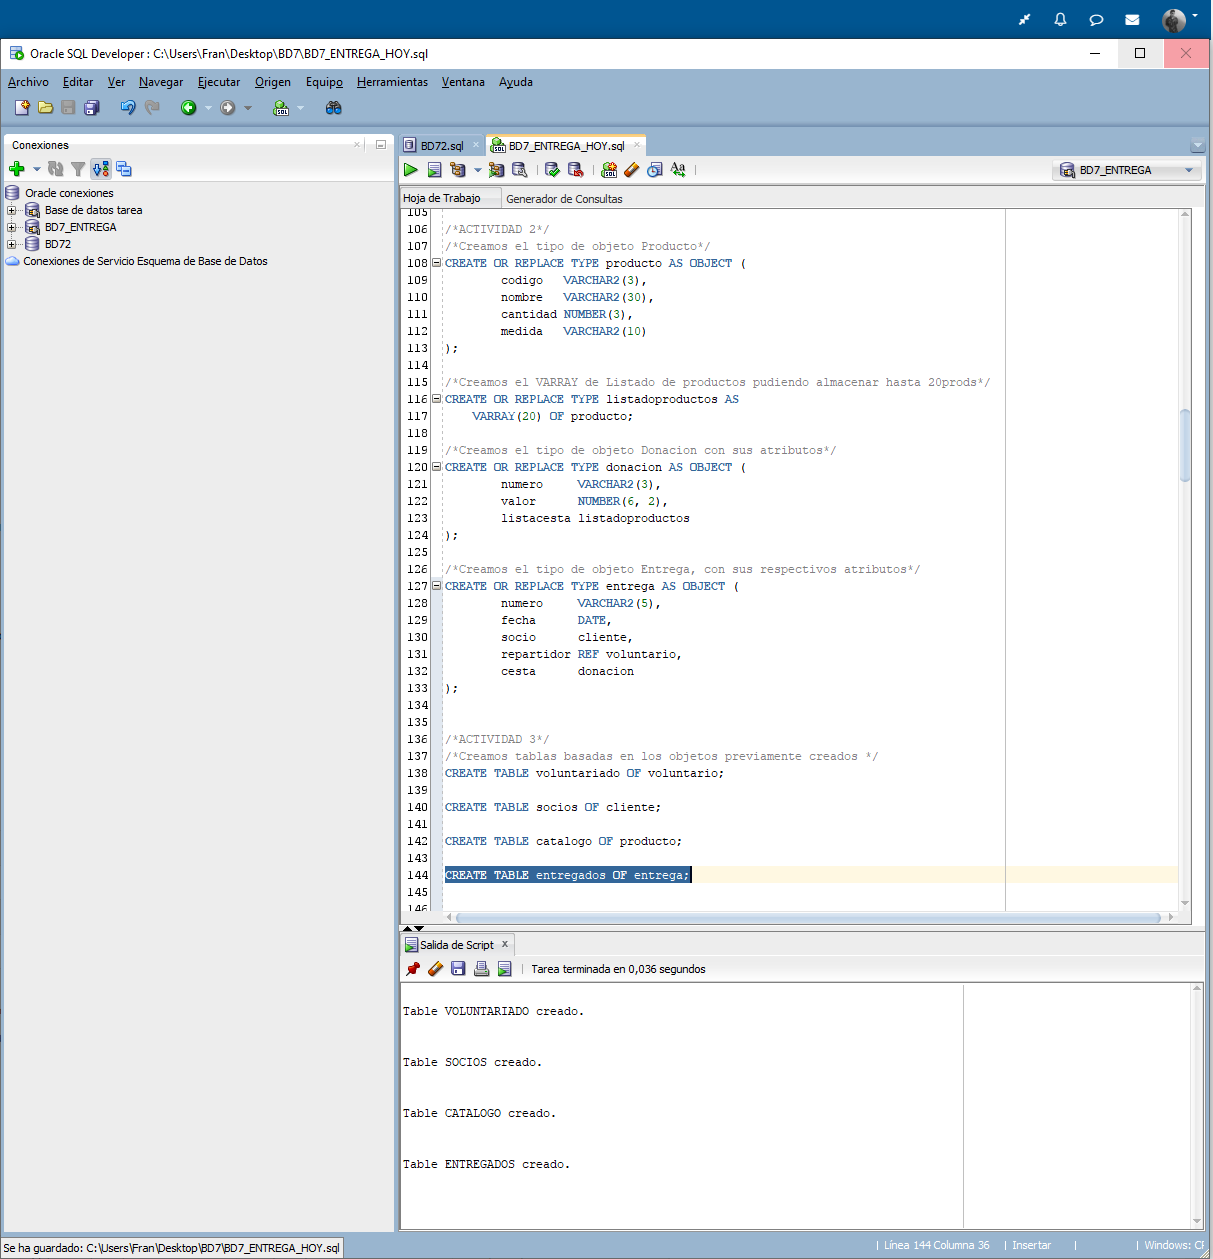 Oracle SQL Developer : C:\Users\Fran\Desktop\BD7\BD7_ENTREGA_HOY.sql
Archivo Editar Ver Navegar Ejecutar Origen Equipo Herramientas Ventana Ayuda
Conexiones
Oracle conexiones
Base de datos tarea
BD7_ENTREGA
BD72
Conexiones de Servicio Esquema de Base de Datos
BD72.sql
BD7_ENTREGA_HOY.sql
BD7_ENTREGA
Hoja de Trabajo Generador de Consultas
105
106 /*ACTIVIDAD 2*/
107 /*Creamos el tipo de objeto Producto*/
108 CREATE OR REPLACE TYPE producto AS OBJECT (
109 codigo VARCHAR2(3),
110 nombre VARCHAR2(30),
111 cantidad NUMBER(3),
112 medida VARCHAR2(10)
113 );
114
115 /*Creamos el VARRAY de Listado de productos pudiendo almacenar hasta 20prods*/
116 CREATE OR REPLACE TYPE listadoproductos AS
117 VARRAY(20) OF producto;
118
119 /*Creamos el tipo de objeto Donacion con sus atributos*/
120 CREATE OR REPLACE TYPE donacion AS OBJECT (
121 numero VARCHAR2(3),
122 valor NUMBER(6, 2),
123 listacesta listadoproductos
124 );
125
126 /*Creamos el tipo de objeto Entrega, con sus respectivos atributos*/
127 CREATE OR REPLACE TYPE entrega AS OBJECT (
128 numero VARCHAR2(5),
129 fecha DATE,
130 socio cliente,
131 repartidor REF voluntario,
132 cesta donacion
133 );
134
135
136 /*ACTIVIDAD 3*/
137 /*Creamos tablas basadas en los objetos previamente creados */
138 CREATE TABLE voluntariado OF voluntario;
139
140 CREATE TABLE socios OF cliente;
141
142 CREATE TABLE catalogo OF producto;
143
144 CREATE TABLE entregados OF entrega;
145
146
Salida de Script
Tarea terminada en 0,036 segundos
Table VOLUNTARIADO creado.
Table SOCIOS creado.
Table CATALOGO creado.
Table ENTREGADOS creado.
Se ha guardado: C:\Users\Fran\Desktop\BD7\BD7_ENTREGA_HOY.sql
Línea 144 Columna 36 | Insertar | | Windows: